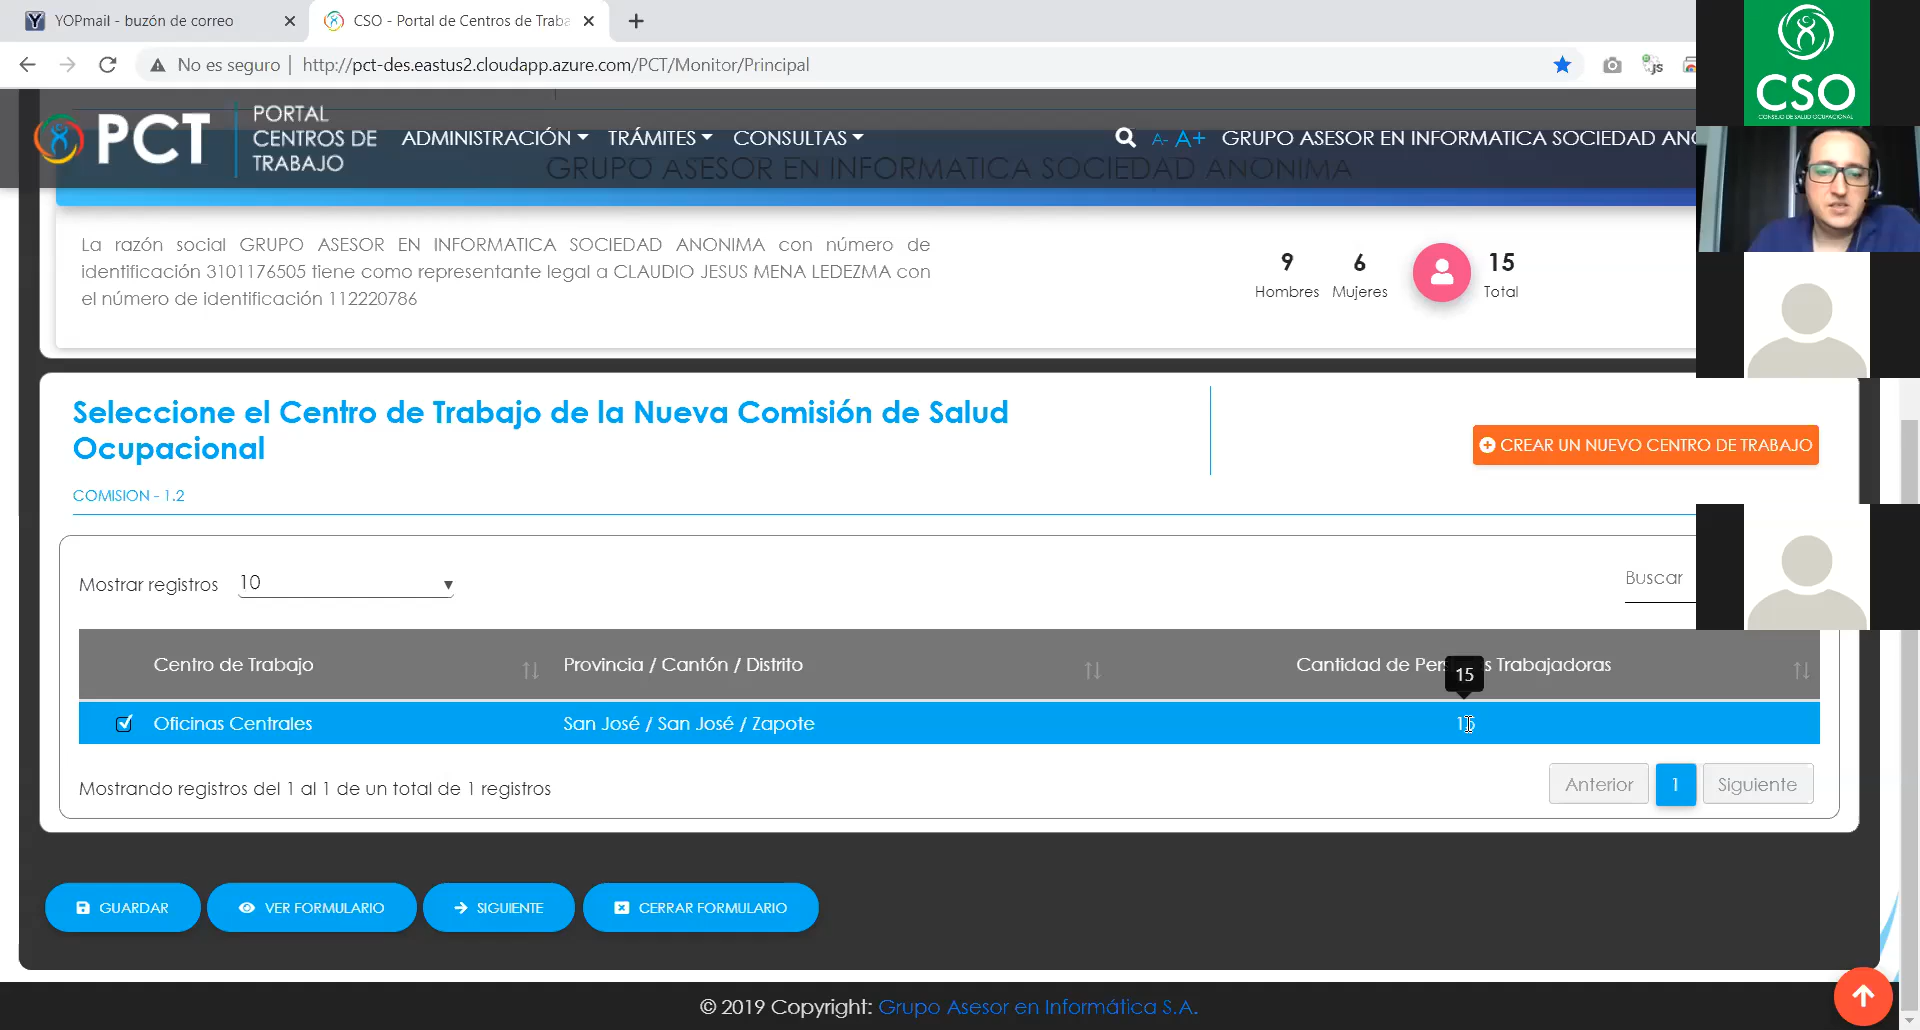 YOPmail - buzón de correo
CSO - Portal de Centros de Traba
No es seguro
http://pct-des.eastus2.cloudapp.azure.com/PCT/Monitor/Principal
CSO
CONSEJO DE SALUD OCUPACIONAL
PCT
PORTAL
CENTROS DE
TRABAJO
ADMINISTRACIÓN
TRÁMITES
CONSULTAS
A- A+
GRUPO ASESOR EN INFORMATICA SOCIEDAD ANO
GRUPO ASESOR EN INFORMATICA SOCIEDAD ANONIMA
La razón social GRUPO ASESOR EN INFORMATICA SOCIEDAD ANONIMA con número de
identificación 3101176505 tiene como representante legal a CLAUDIO JESUS MENA LEDEZMA con
el número de identificación 112220786
9
Hombres
6
Mujeres
15
Total
Seleccione el Centro de Trabajo de la Nueva Comisión de Salud
Ocupacional
CREAR UN NUEVO CENTRO DE TRABAJO
COMISION - 1.2
Mostrar registros 10
Buscar
Centro de Trabajo
Provincia / Cantón / Distrito
Cantidad de Per s Trabajadoras
15
Oficinas Centrales
San José / San José / Zapote
15
Mostrando registros del 1 al 1 de un total de 1 registros
Anterior
1
Siguiente
GUARDAR
VER FORMULARIO
SIGUIENTE
CERRAR FORMULARIO
© 2019 Copyright: Grupo Asesor en Informática S.A.